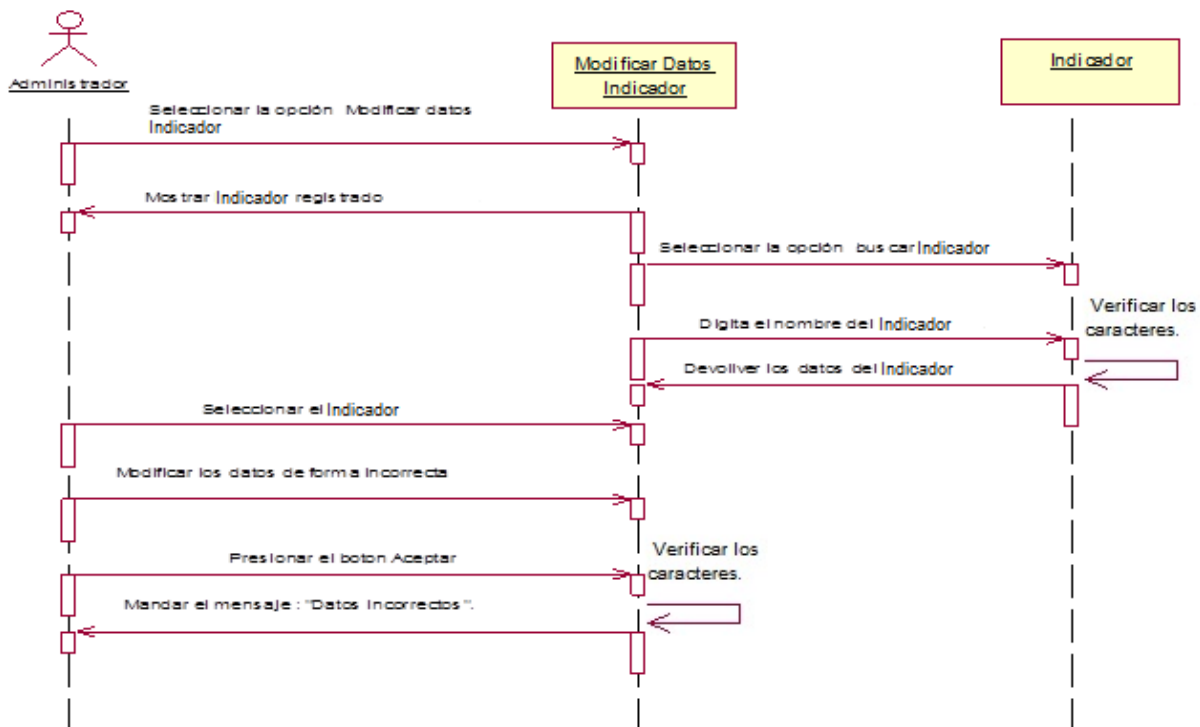 Administrador
Modificar Datos
Indicador
Indicador
Seleccionar la opción Modificar datos
Indicador
Mostrar Indicador registrado
Seleccionar la opción buscar Indicador
Verificar los
caracteres.
Digita el nombre del Indicador
Devoliver los datos del Indicador
Seleccionar el Indicador
Modificar los datos de forma incorrecta
Presionar el boton Aceptar
Verificar los
caracteres.
Mandar el mensaje : "Datos Incorrectos".